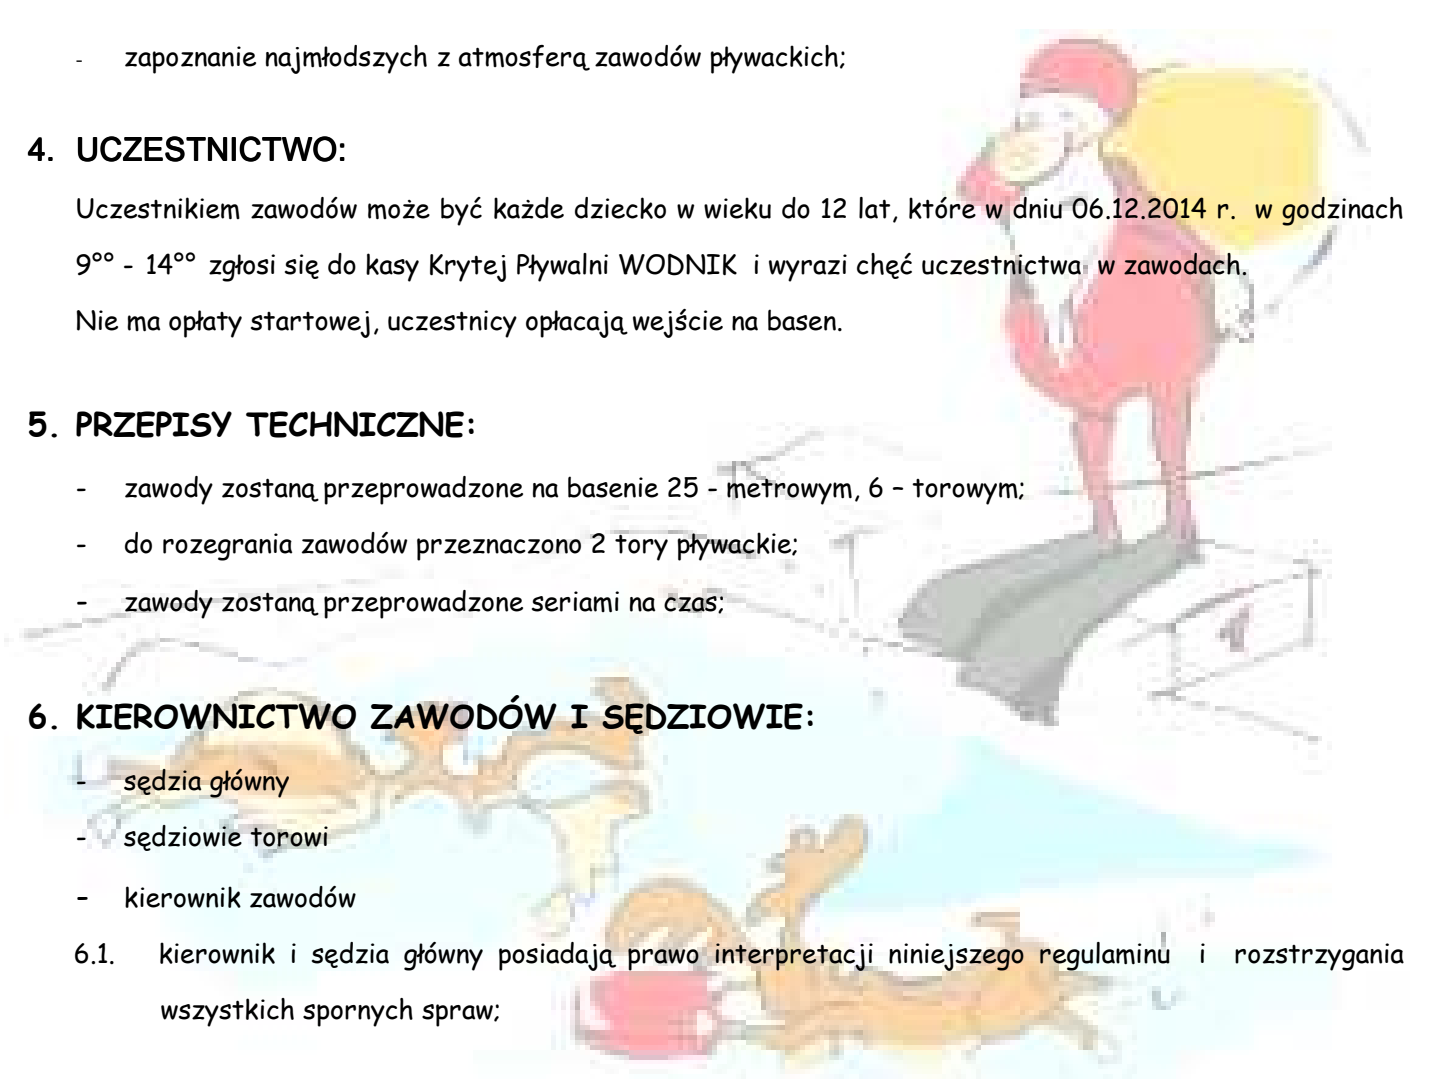 - zapoznanie najmłodszych z atmosferą zawodów pływackich;
4. UCZESTNICTWO:
Uczestnikiem zawodów może być każde dziecko w wieku do 12 lat, które w dniu 06.12.2014 r. w godzinach
9°° - 14°° zgłosi się do kasy Krytej Pływalni WODNIK i wyrazi chęć uczestnictwa w zawodach.
Nie ma opłaty startowej, uczestnicy opłacają wejście na basen.
5. PRZEPISY TECHNICZNE:
- zawody zostaną przeprowadzone na basenie 25 - metrowym, 6 – torowym;
- do rozegrania zawodów przeznaczono 2 tory pływackie;
- zawody zostaną przeprowadzone seriami na czas;
6. KIEROWNICTWO ZAWODÓW I SĘDZIOWIE:
- sędzia główny
- sędziowie torowi
- kierownik zawodów
6.1. kierownik i sędzia główny posiadają prawo interpretacji niniejszego regulaminu i rozstrzygania
wszystkich spornych spraw;